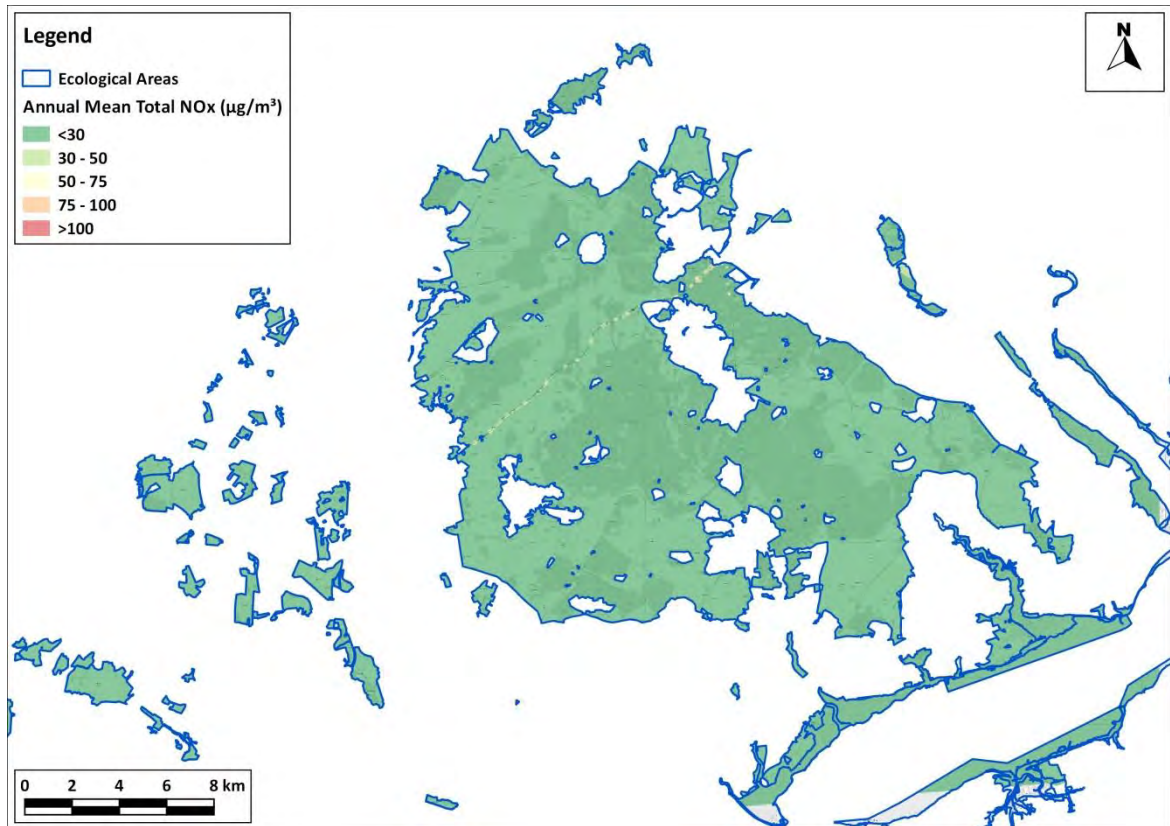 Legend
Ecological Areas
Annual Mean Total NOx (µg/m³)
<30
30 - 50
50 - 75
75 - 100
>100
N
0 2 4 6 8 km